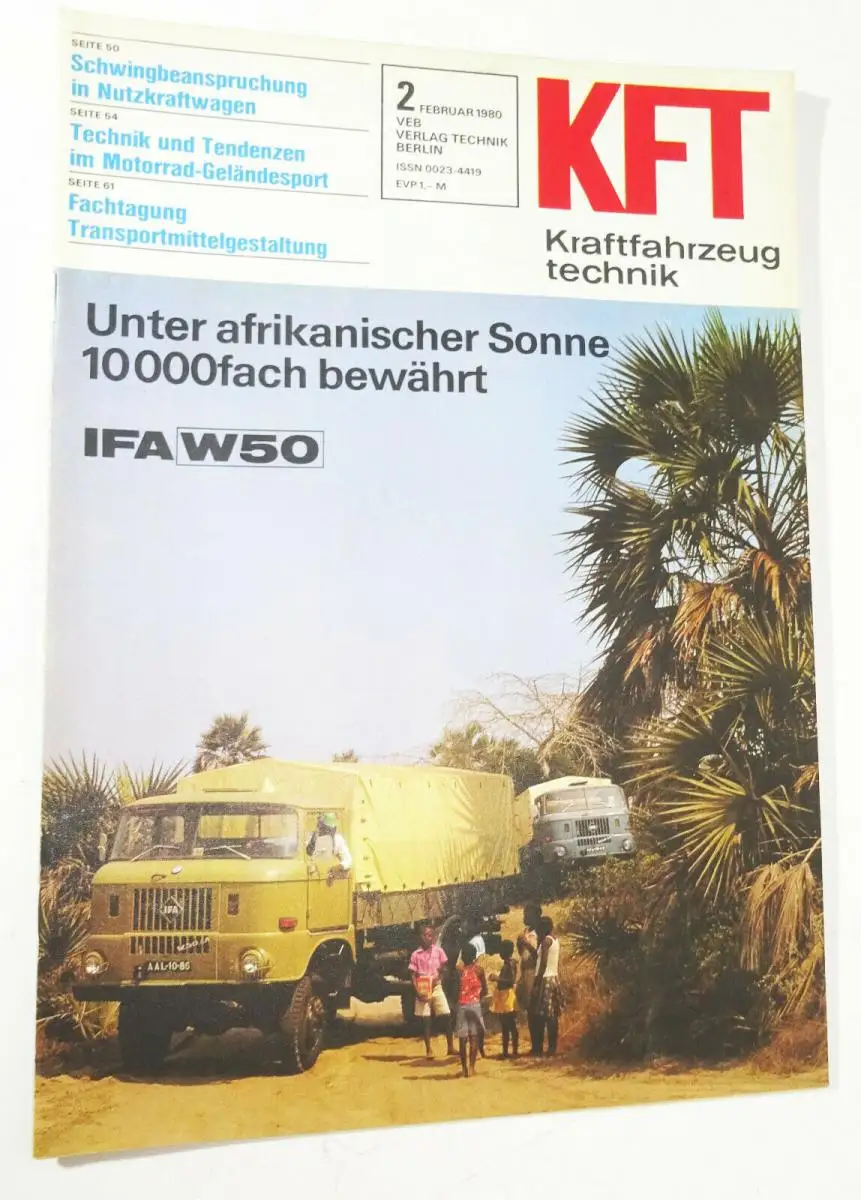 SEITE 50
Schwingbeanspruchung
in Nutzkraftwagen
SEITE 54
Technik und Tendenzen
im Motorrad-Geländesport
SEITE 61
Fachtagung
Transportmittelgestaltung
2 FEBRUAR 1980
VEB
VERLAG TECHNIK
BERLIN
ISSN 0023-4419
EVP 1,- M
KFT
Kraftfahrzeug
technik
Unter afrikanischer Sonne
10000fach bewährt
IFA W50
IFA
AAL-10-86